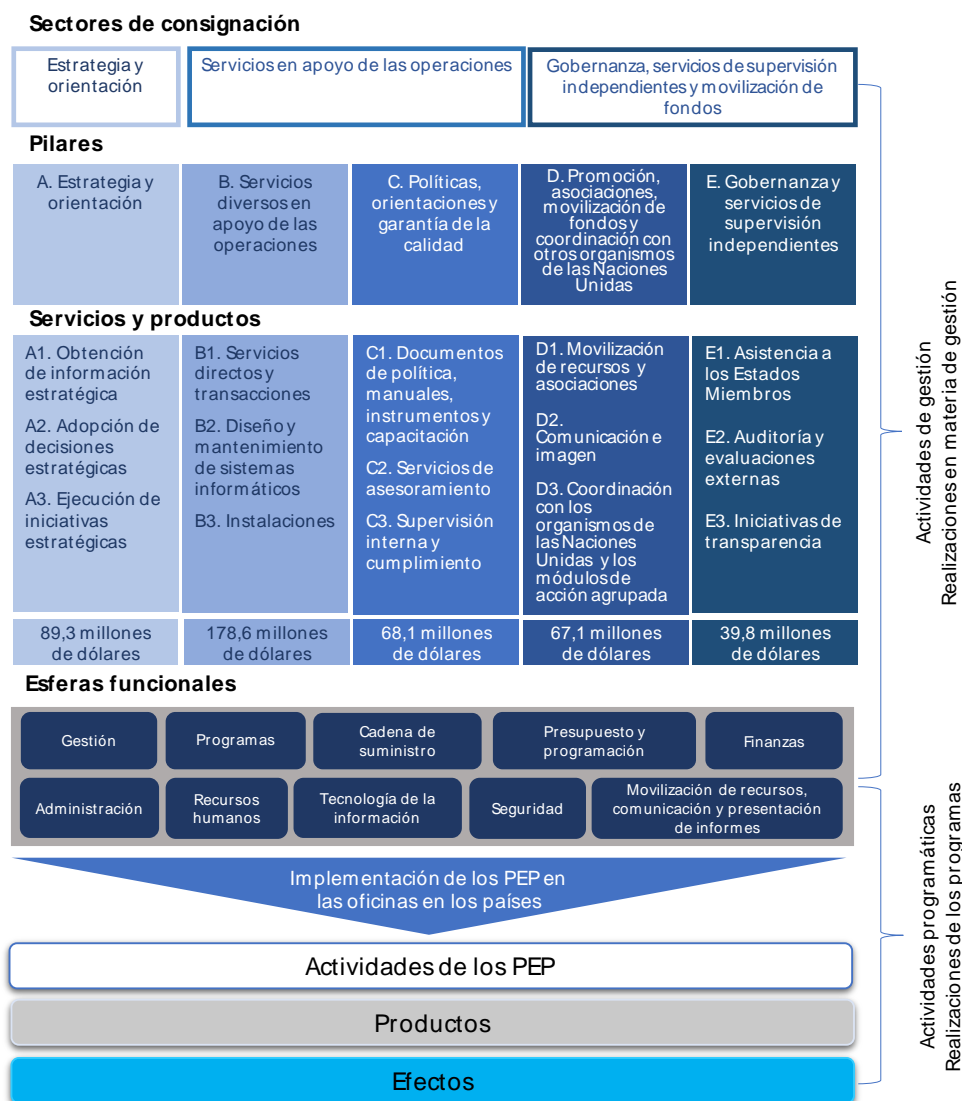 Sectores de consignación
Estrategia y
orientación
Servicios en apoyo de las operaciones
Gobernanza, servicios de supervisión
independientes y movilización de
fondos
Pilares
A. Estrategia y
orientación
B. Servicios
diversos en
apoyo de las
operaciones
C. Políticas,
orientaciones y
garantía de la
calidad
D. Promoción,
asociaciones,
movilización de
fondos y
coordinación con
otros organismos
de las Naciones
Unidas
E. Gobernanza y
servicios de
supervisión
independientes
Servicios y productos
A1. Obtención
de información
estratégica
A2. Adopción de
decisiones
estratégicas
A3. Ejecución de
iniciativas
estratégicas
B1. Servicios
directos y
transacciones
B2. Diseño y
mantenimiento
de sistemas
informáticos
B3. Instalaciones
C1. Documentos
de política,
manuales,
instrumentos y
capacitación
C2. Servicios de
asesoramiento
C3. Supervisión
interna y
cumplimiento
D1. Movilización
de recursos y
asociaciones
D2.
Comunicación e
imagen
D3. Coordinación
con los
organismos de
las Naciones
Unidas y los
módulos de
acción agrupada
E1. Asistencia a
los Estados
Miembros
E2. Auditoría y
evaluaciones
externas
E3. Iniciativas de
transparencia
89,3 millones
de dólares
178,6 millones
de dólares
68,1 millones
de dólares
67,1 millones
de dólares
39,8 millones
de dólares
Esferas funcionales
Gestión
Programas
Cadena de
suministro
Presupuesto y
programación
Finanzas
Administración
Recursos
humanos
Tecnología de la
información
Seguridad
Movilización de recursos,
comunicación y presentación
de informes
Implementación de los PEP en
las oficinas en los países
Actividades de los PEP
Productos
Efectos
Actividades de gestión
Realizaciones en materia de gestión
Actividades programáticas
Realizaciones de los programas